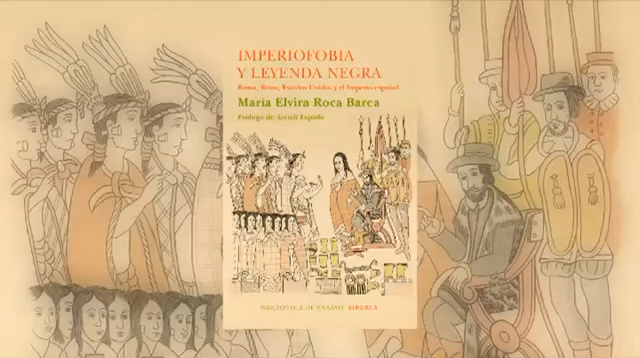 IMPERIOFOBIA
Y LEYENDA NEGRA
Roma, Rusia, Estados Unidos y el Imperio español
María Elvira Roca Barea
Prólogo de Arcadi Espada
BIBLIOTECA DE ENSAYO SIRUELA